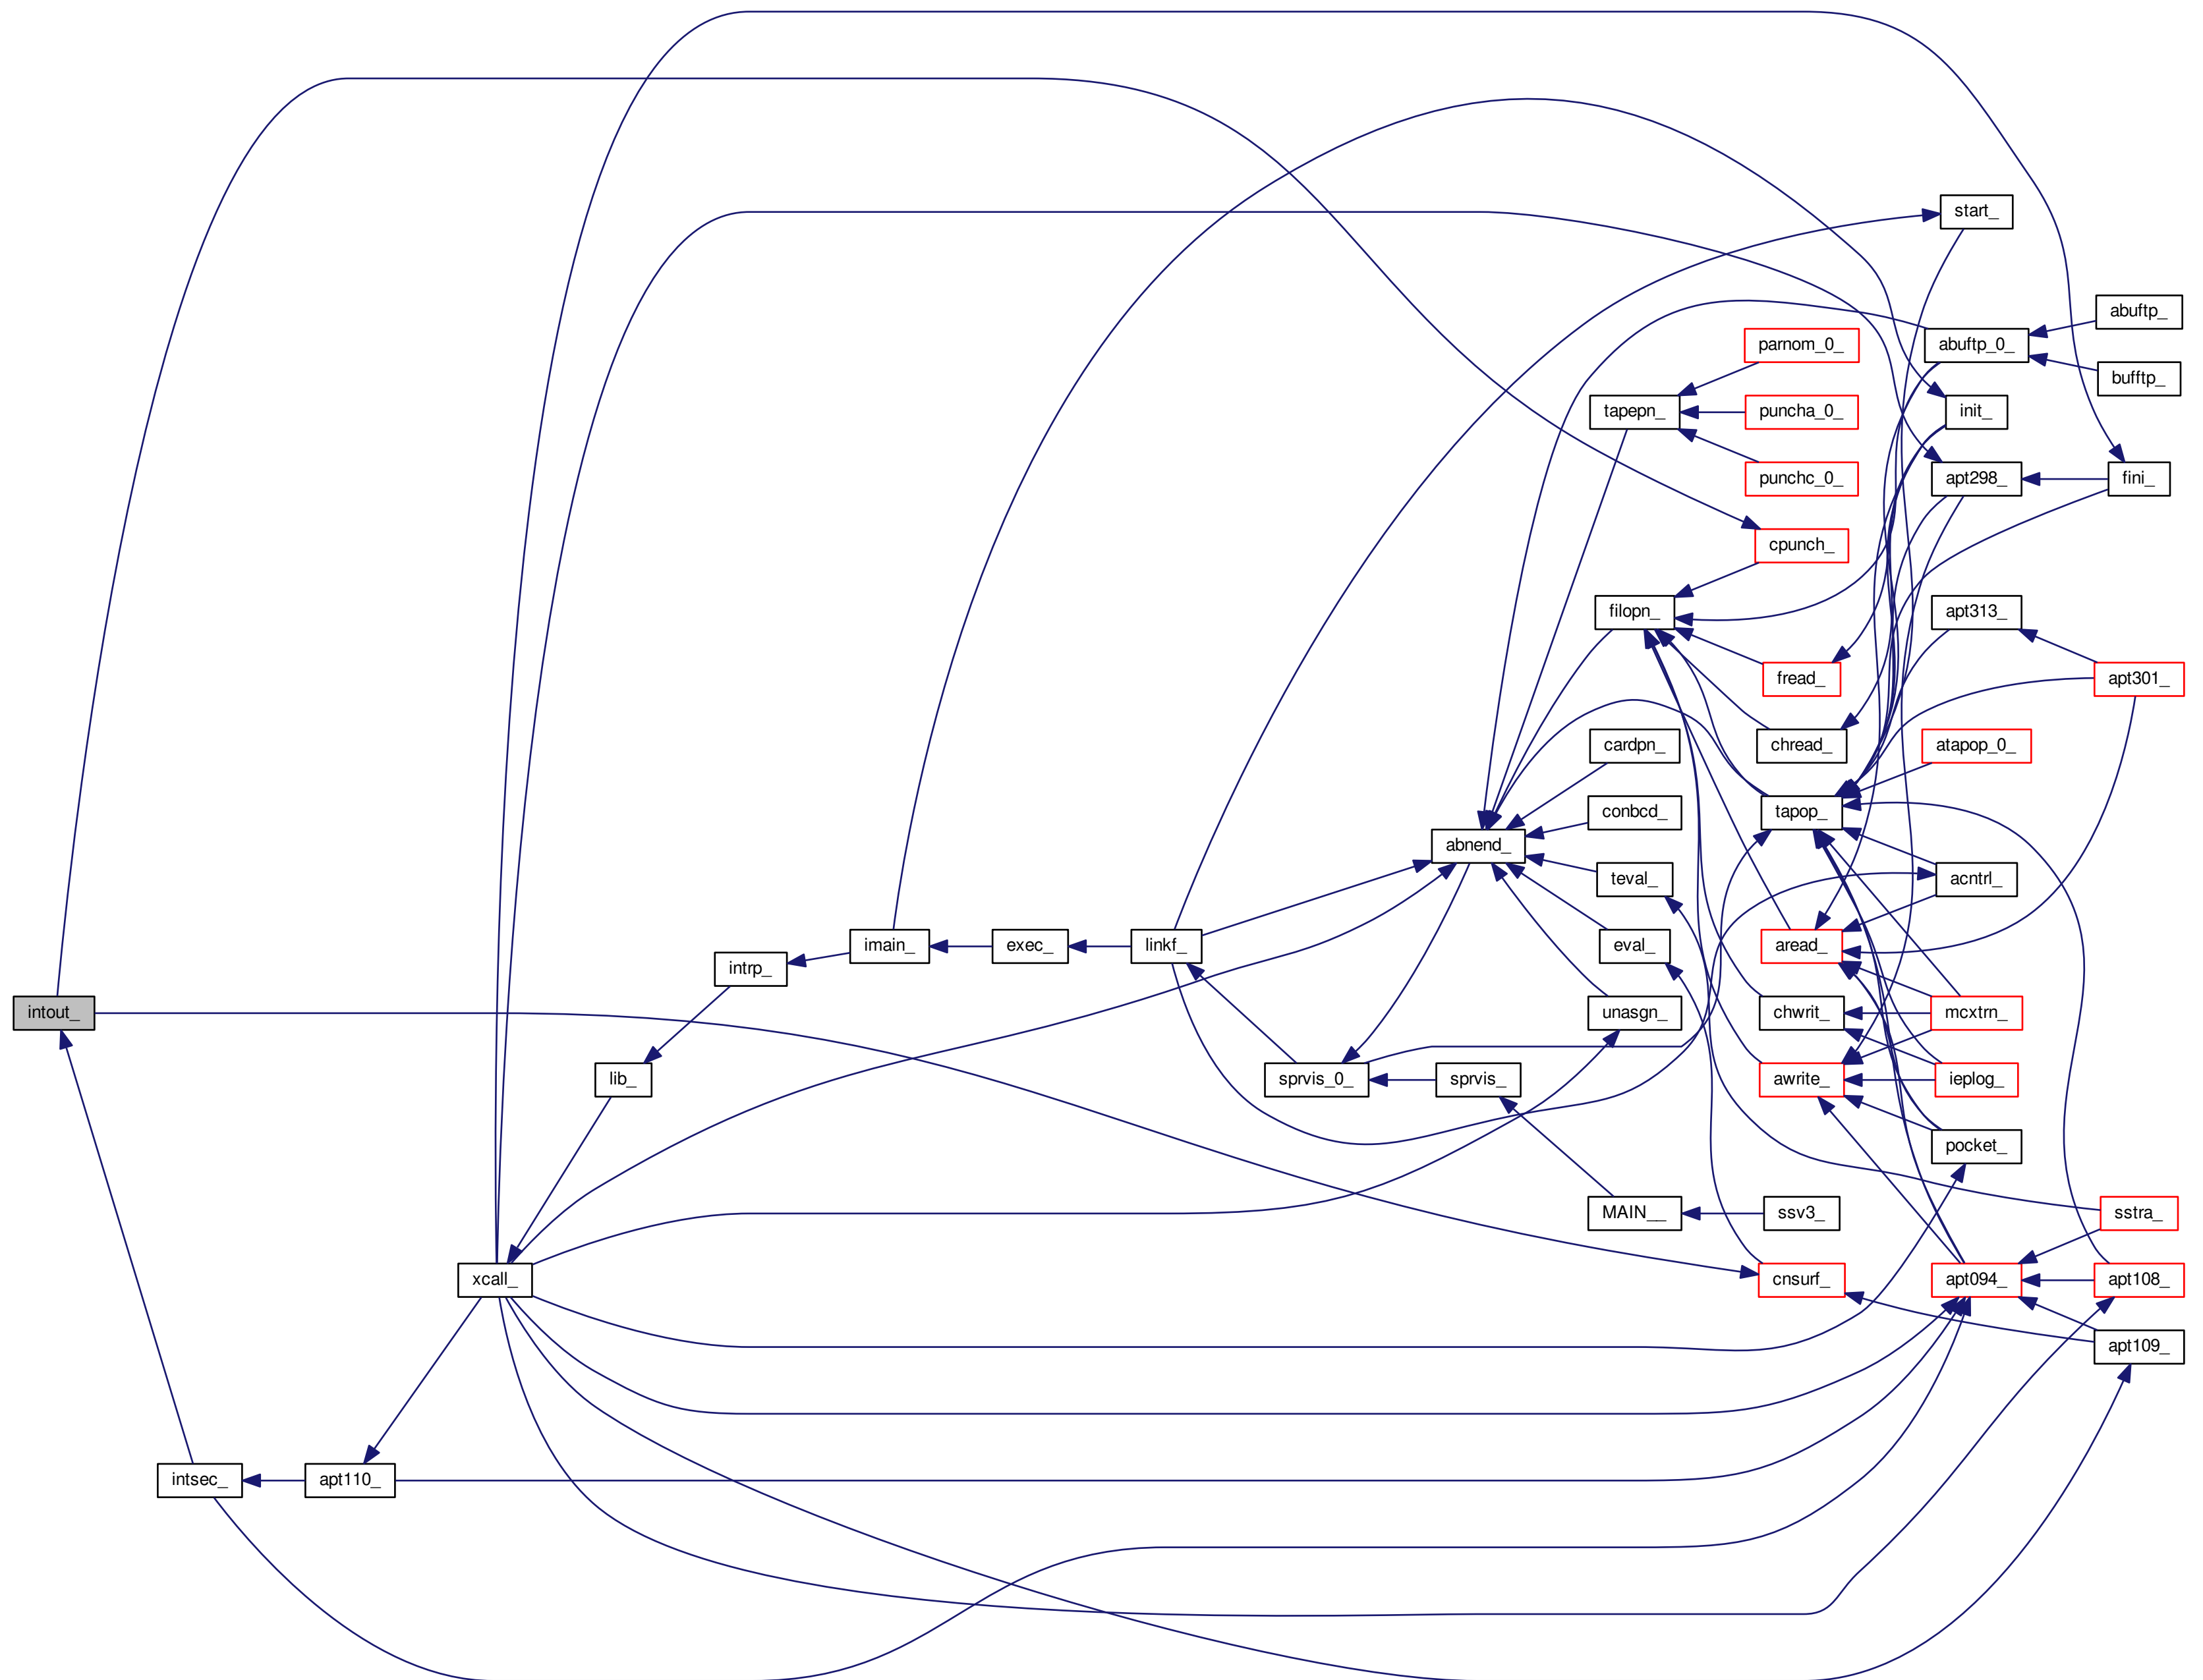 start_
abuftp_
abuftp_0_
parnom_0_
bufftp_
tapepn_
puncha_0_
init_
punchc_0_
apt298_
fini_
cpunch_
filopn_
apt313_
fread_
apt301_
cardpn_
chread_
atapop_0_
conbcd_
tapop_
abnend_
teval_
acntrl_
imain_
exec_
linkf_
eval_
aread_
intrp_
intout_
unasgn_
chwrit_
mcxtrn_
lib_
sprvis_0_
sprvis_
awrite_
ieplog_
pocket_
MAIN__
ssv3_
sstra_
xcall_
cnsurf_
apt094_
apt108_
apt109_
intsec_
apt110_